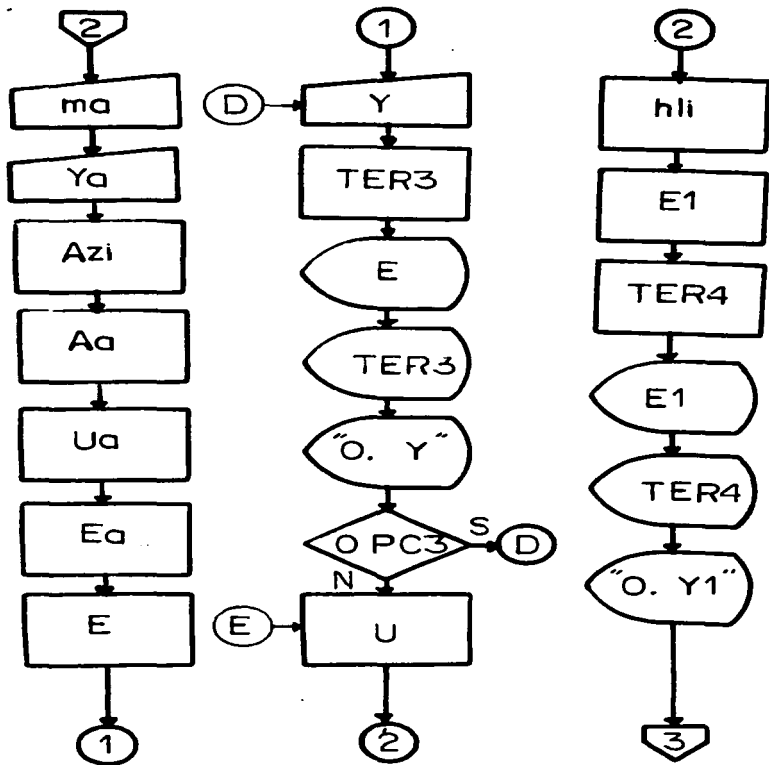 2
ma
Ya
Azi
Aa
Ua
Ea
E
1
1
D
Y
TER3
E
TER3
"O. Y"
O PC3
S
D
N
E
U
2
2
hli
E1
TER4
E1
TER4
"O. Y1"
3